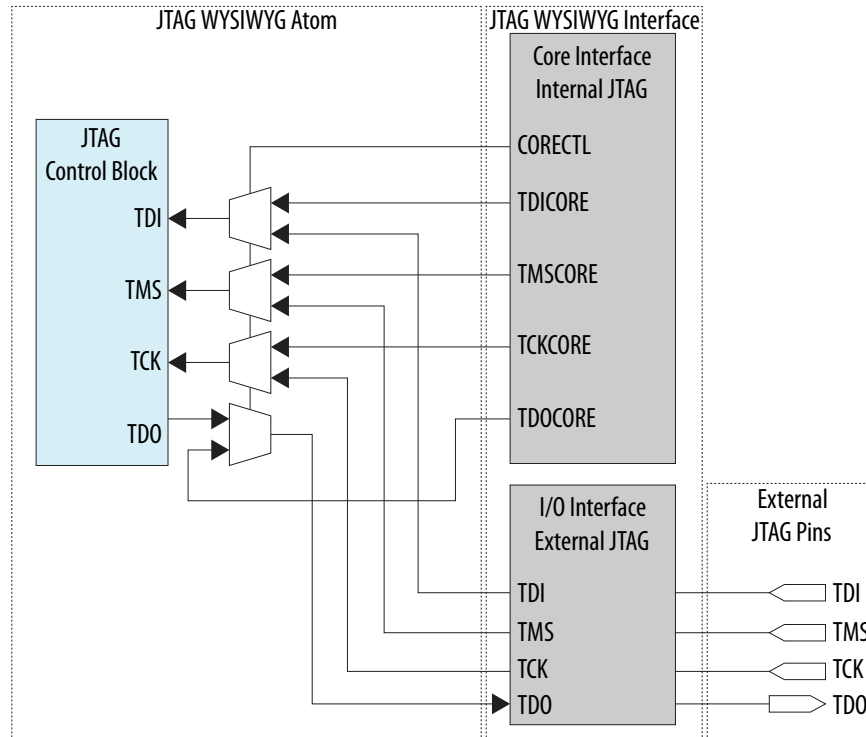 JTAG WYSIWYG Atom
JTAG WYSIWYG Interface
Core Interface
Internal JTAG
JTAG
Control Block
CORECTL
TDI
TDICORE
TMS
TMSCORE
TCK
TCKCORE
TDO
TDOCORE
I/O Interface
External JTAG
External
JTAG Pins
TDI
TDI
TMS
TMS
TCK
TCK
TDO
TDO